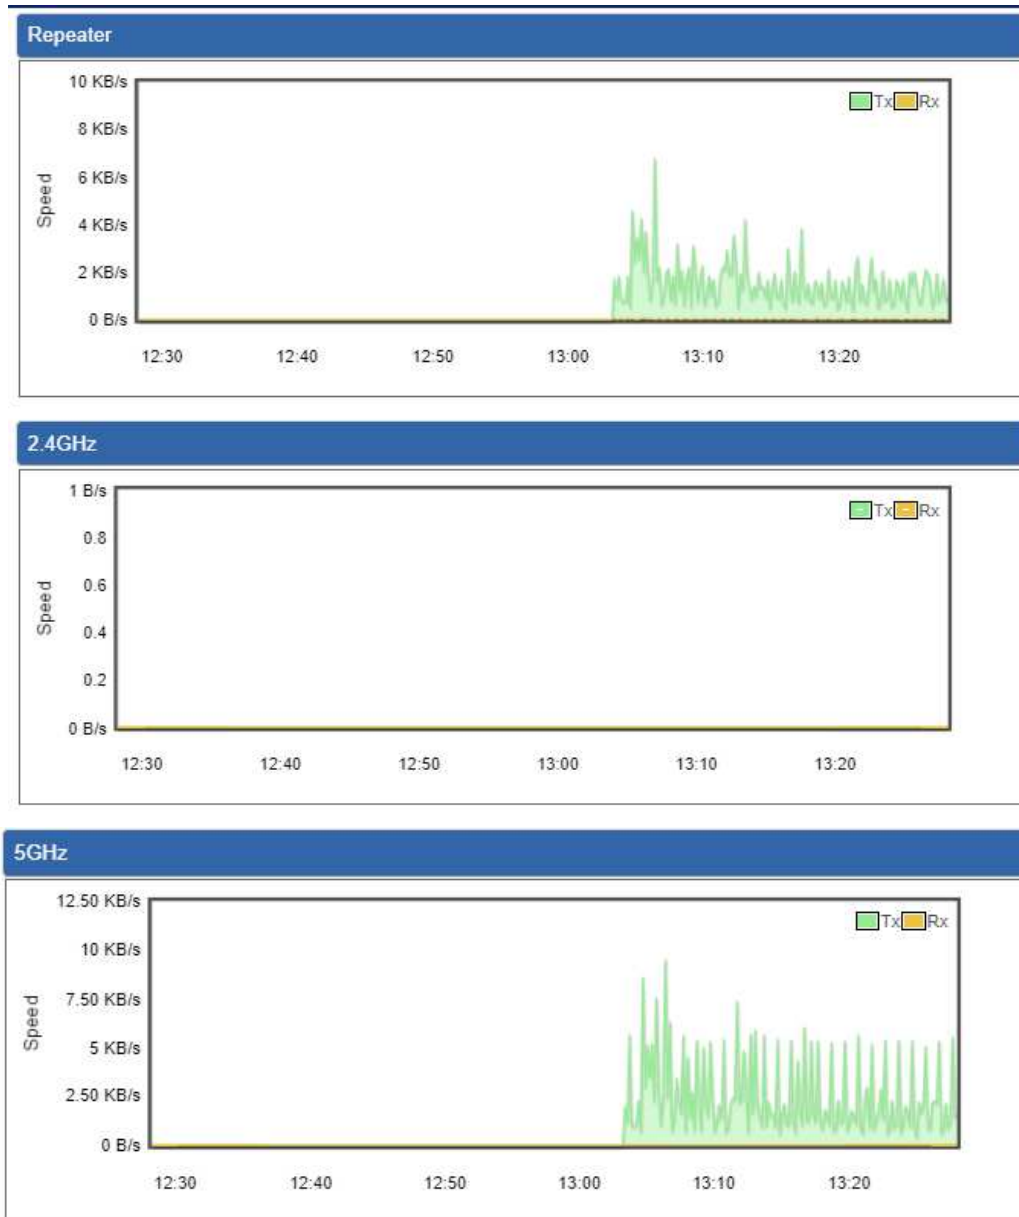 Repeater
10 KB/s
Tx Rx
8 KB/s
6 KB/s
Speed
4 KB/s
2 KB/s
0 B/s
12:30 12:40 12:50 13:00 13:10 13:20
2.4GHz
1 B/s
Tx Rx
0.8
0.6
Speed
0.4
0.2
0 B/s
12:30 12:40 12:50 13:00 13:10 13:20
5GHz
12.50 KB/s
Tx Rx
10 KB/s
7.50 KB/s
Speed
5 KB/s
2.50 KB/s
0 B/s
12:30 12:40 12:50 13:00 13:10 13:20